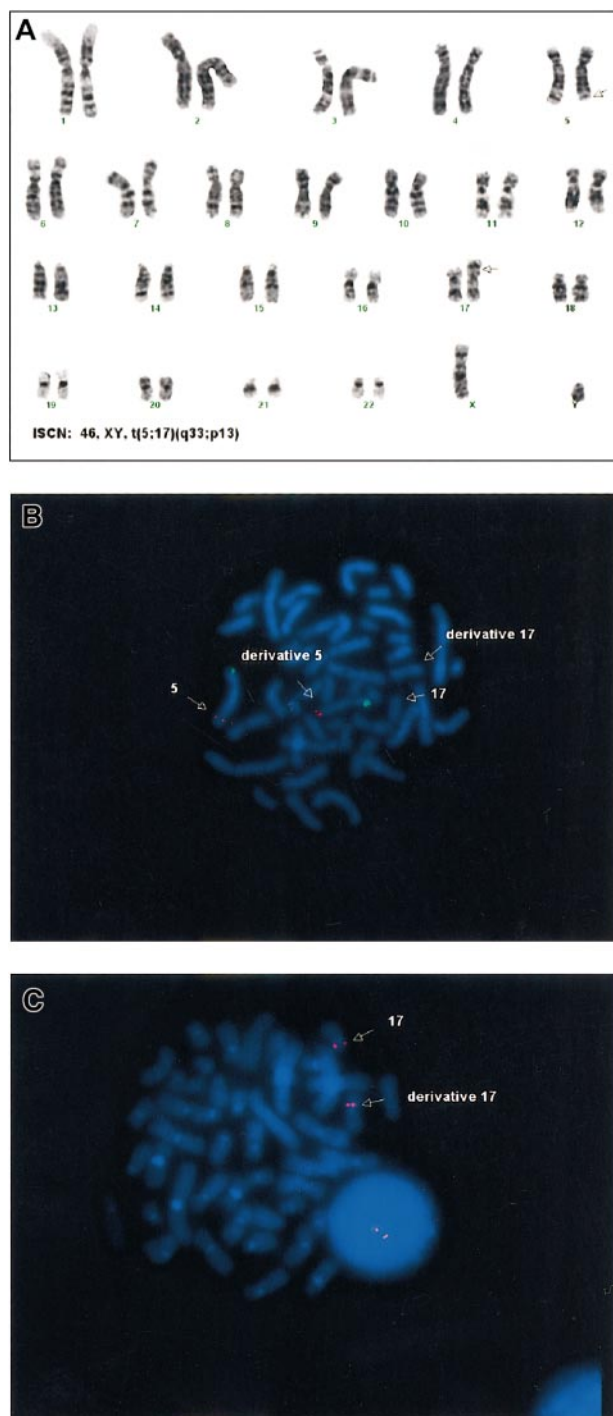 A
1 2 3 4 5
6 7 8 9 10 11 12
13 14 15 16 17 18
19 20 21 22 X Y
ISCN: 46, XY, t(5;17)(q33;p13)
B
derivative 17
derivative 5
5
17
C
17
derivative 17